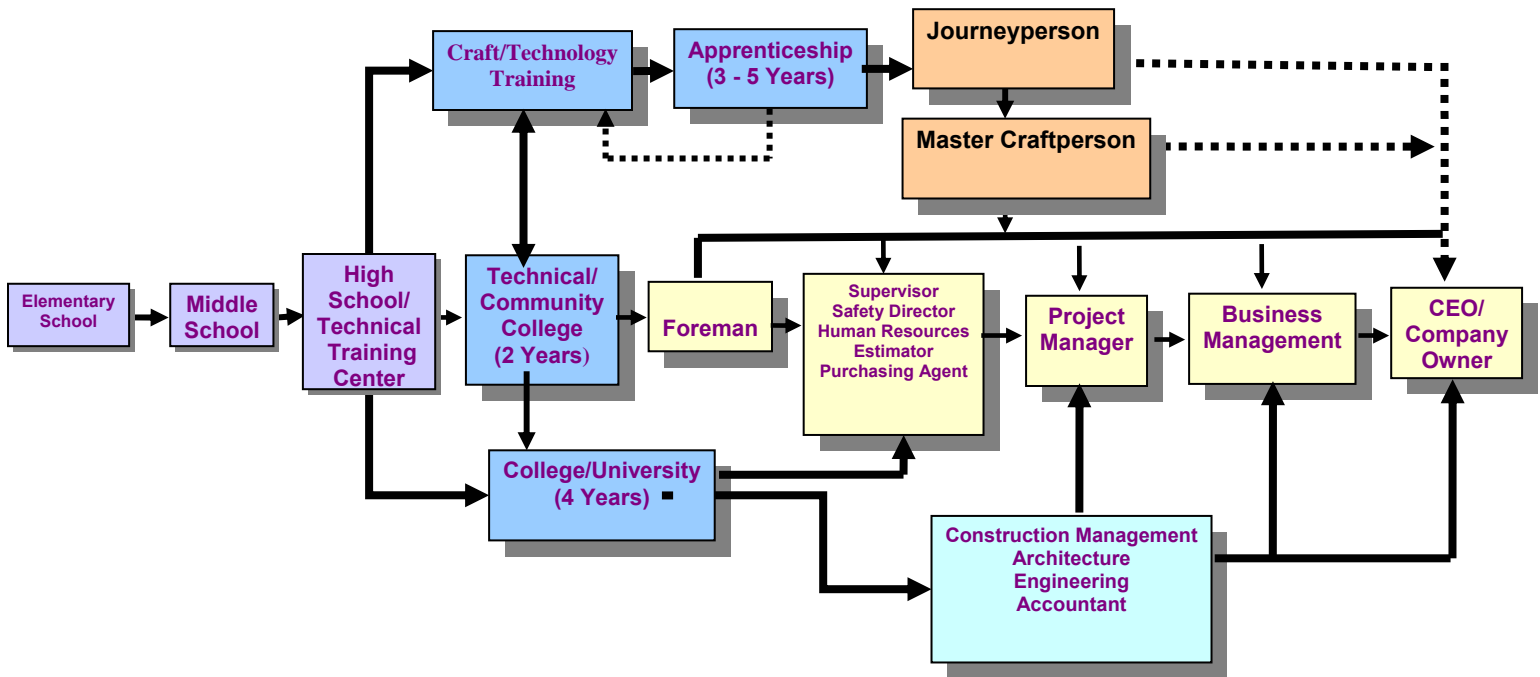 Craft/Technology
Training
Apprenticeship
(3 - 5 Years)
Journeyperson
Master Craftperson
Elementary
School
Middle
School
High
School/
Technical
Training
Center
Technical/
Community
College
(2 Years)
Foreman
Supervisor
Safety Director
Human Resources
Estimator
Purchasing Agent
Project
Manager
Business
Management
CEO/
Company
Owner
College/University
(4 Years)
Construction Management
Architecture
Engineering
Accountant